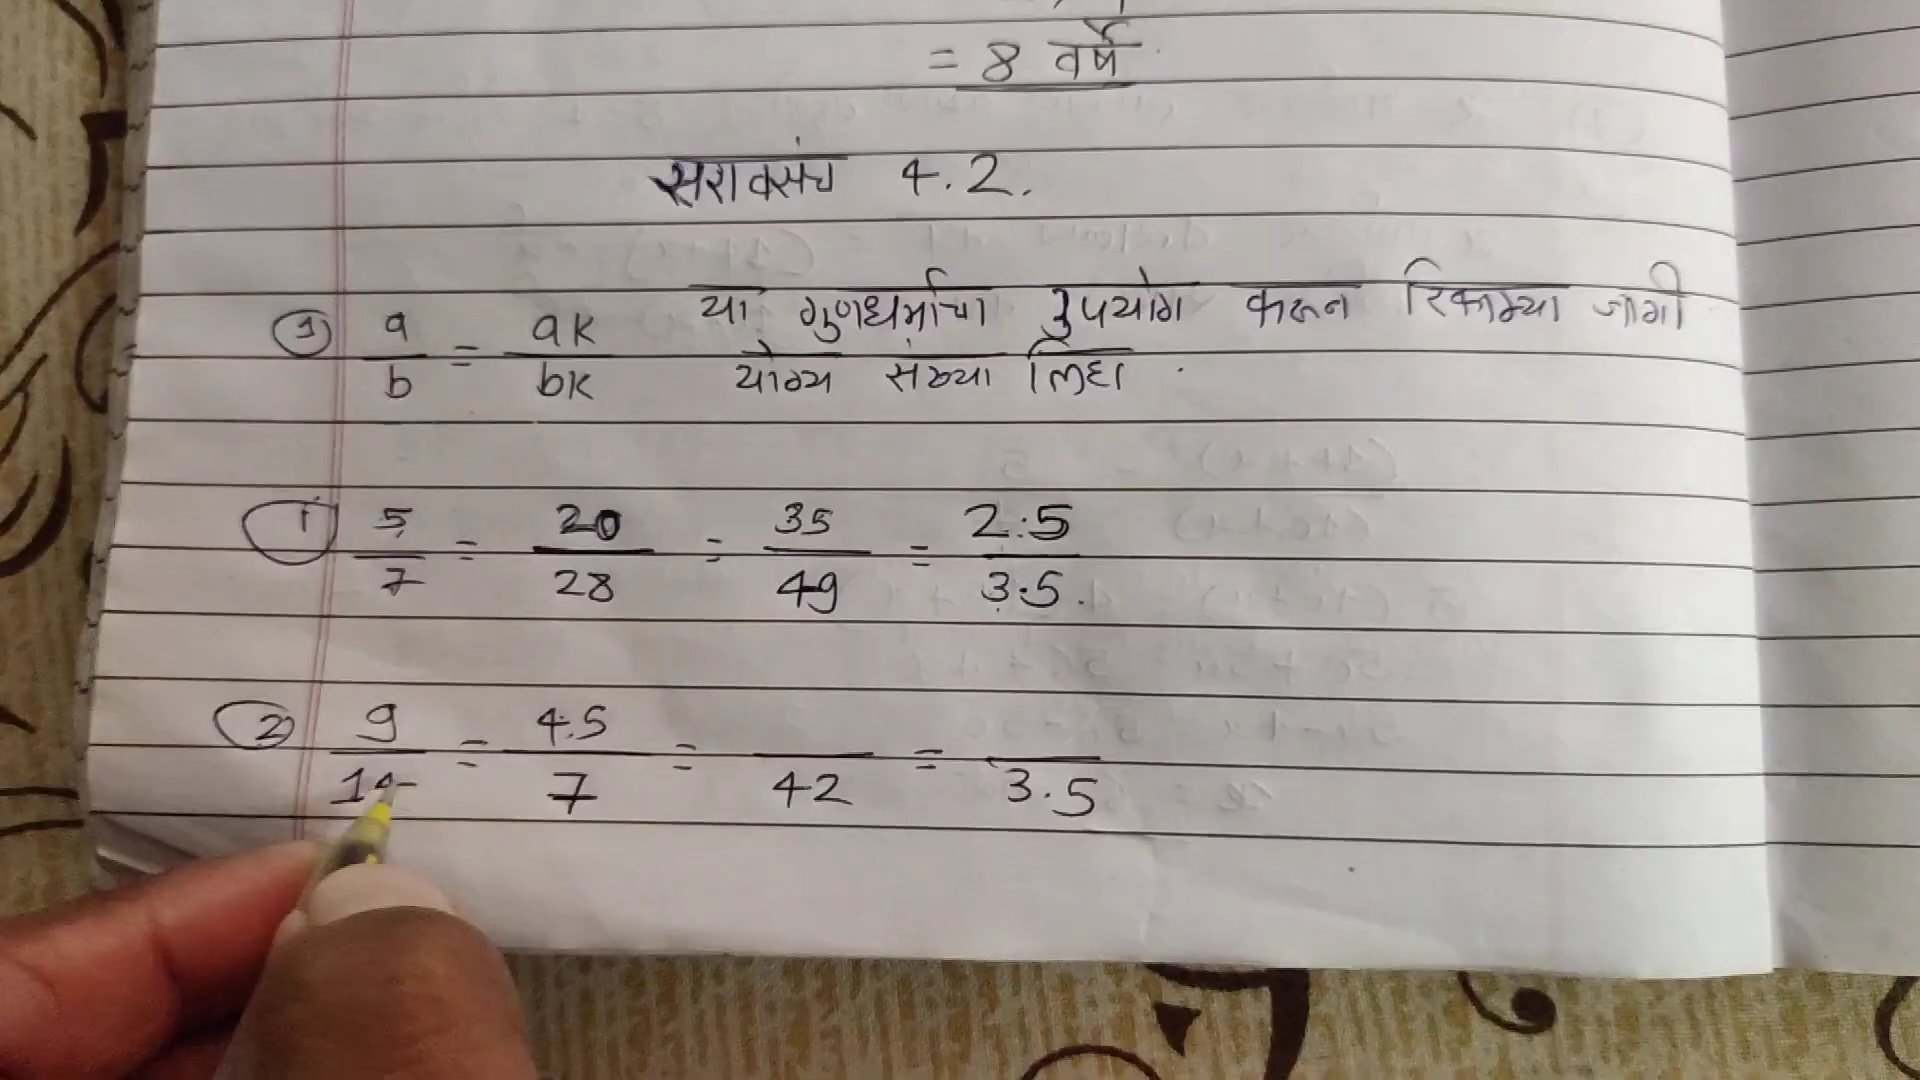 = 8 वर्षे
सरावसंच 4.2.
① a/b = ak/bk या गुणधर्माचा उपयोग करून रिकाम्या जागी
योग्य संख्या लिहा.
① 5/7 = 20/28 = 35/49 = 2.5/3.5.
② 9/14 = 4.5/7 = /42 = /3.5